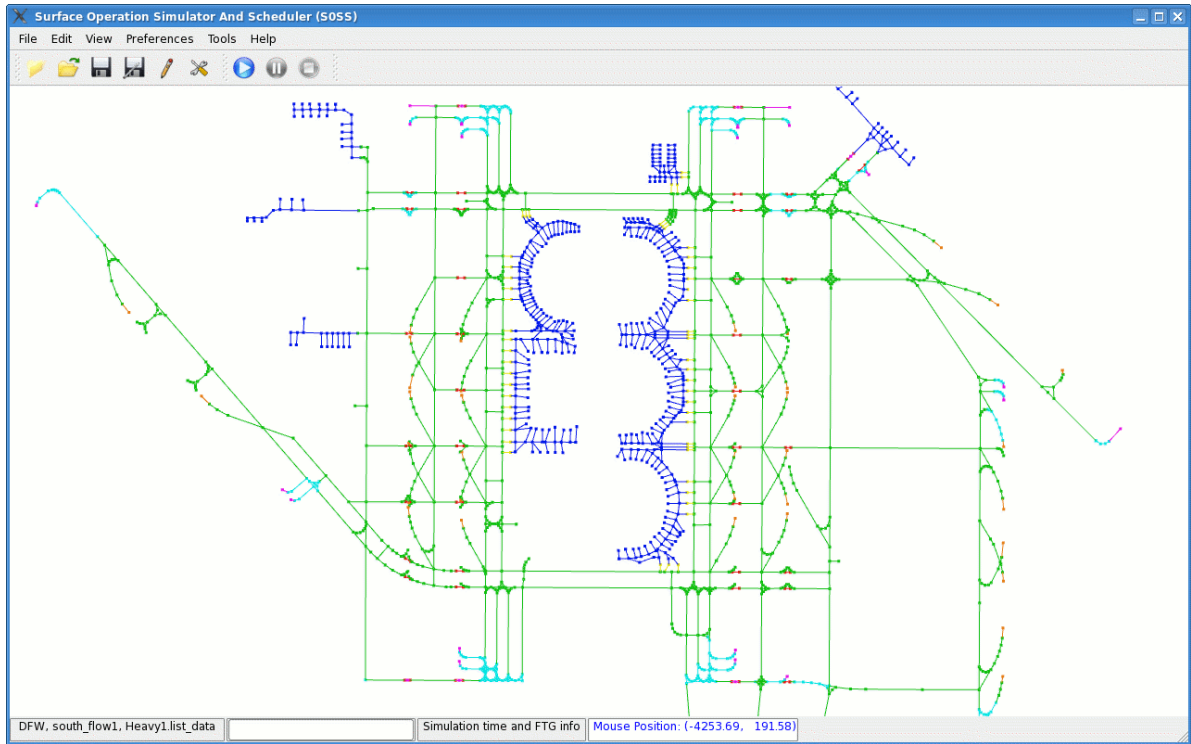 Surface Operation Simulator And Scheduler (SOSS)
File Edit View Preferences Tools Help
DFW, south_flow1, Heavy1.list_data Simulation time and FTG info Mouse Position: (-4253.69, 191.58)